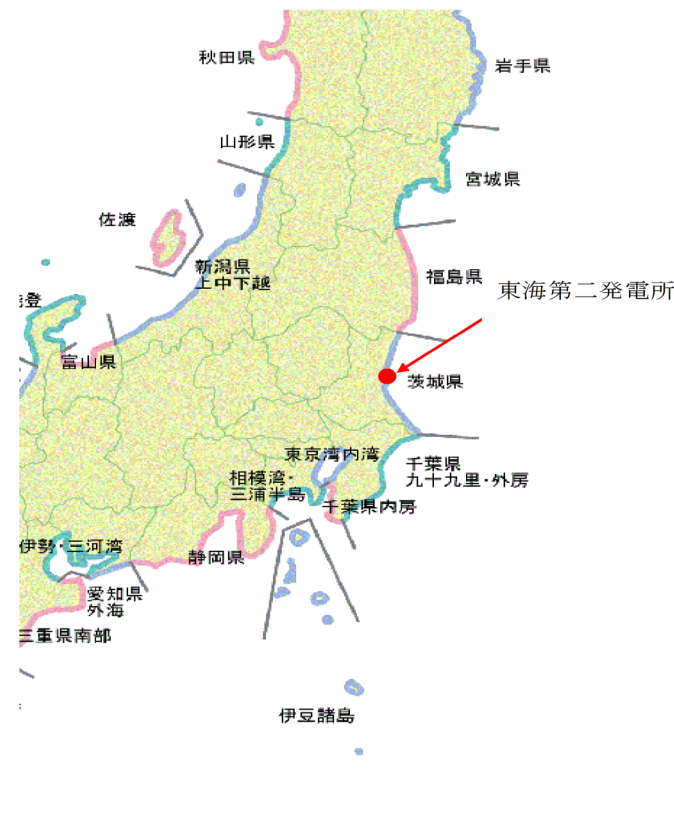 秋田県
岩手県
山形県
宮城県
佐渡
新潟県
上中下越
福島県
東海第二発電所
登
富山県
茨城県
東京湾内湾
千葉県
九十九里・外房
相模湾・
三浦半島
千葉県内房
伊勢・三河湾
静岡県
愛知県
外海
三重県南部
伊豆諸島